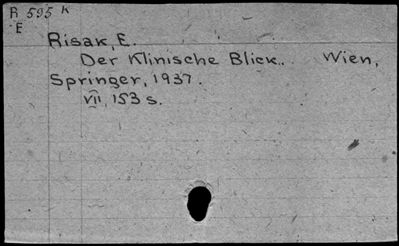 R 595 K
E
Risak, E.
Der Klinische Blick.. Wien,
Springer, 1937.
VII, 153 s.